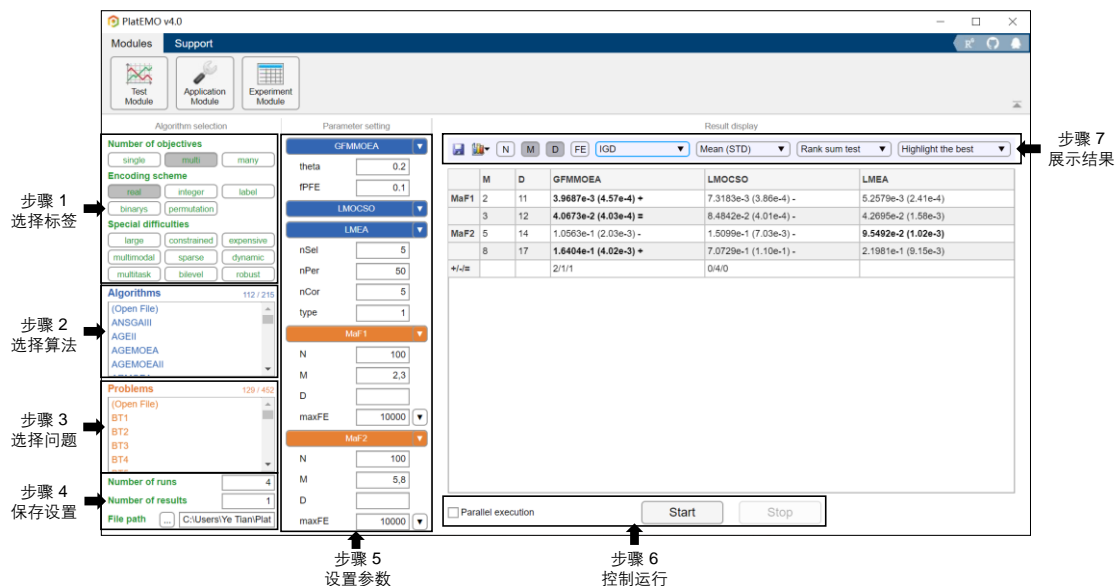 PlatEMO v4.0
Modules Support
Test Module
Application Module
Experiment Module
Algorithm selection
Parameter setting
Result display
步骤 1
选择标签
Number of objectives
single multi many
Encoding scheme
real integer label
binarys permutation
Special difficulties
large constrained expensive
multimodal sparse dynamic
multitask bilevel robust
步骤 2
选择算法
Algorithms 112 / 215
(Open File)
ANSGAIII
AGEII
AGEMOEA
AGEMOEAII
步骤 3
选择问题
Problems 129 / 452
(Open File)
BT1
BT2
BT3
BT4
步骤 4
保存设置
Number of runs 4
Number of results 1
File path ... C:\Users\Ye Tian\Plat
GFMMOEA
theta 0.2
fPFE 0.1
LMOCSO
LMEA
nSel 5
nPer 50
nCor 5
type 1
MaF1
N 100
M 2,3
D
maxFE 10000
MaF2
N 100
M 5,8
D
maxFE 10000
步骤 5
设置参数
N M D FE IGD Mean (STD) Rank sum test Highlight the best
步骤 7
展示结果
M D GFMMOEA LMOCSO LMEA
MaF1 2 11 3.9687e-3 (4.57e-4) + 7.3183e-3 (3.86e-4) - 5.2579e-3 (2.41e-4)
3 12 4.0673e-2 (4.03e-4) = 8.4842e-2 (4.01e-4) - 4.2695e-2 (1.58e-3)
MaF2 5 14 1.0563e-1 (2.03e-3) - 1.5099e-1 (7.03e-3) - 9.5492e-2 (1.02e-3)
8 17 1.6404e-1 (4.02e-3) + 7.0729e-1 (1.10e-1) - 2.1981e-1 (9.15e-3)
+/-/= 2/1/1 0/4/0
Parallel execution Start Stop
步骤 6
控制运行